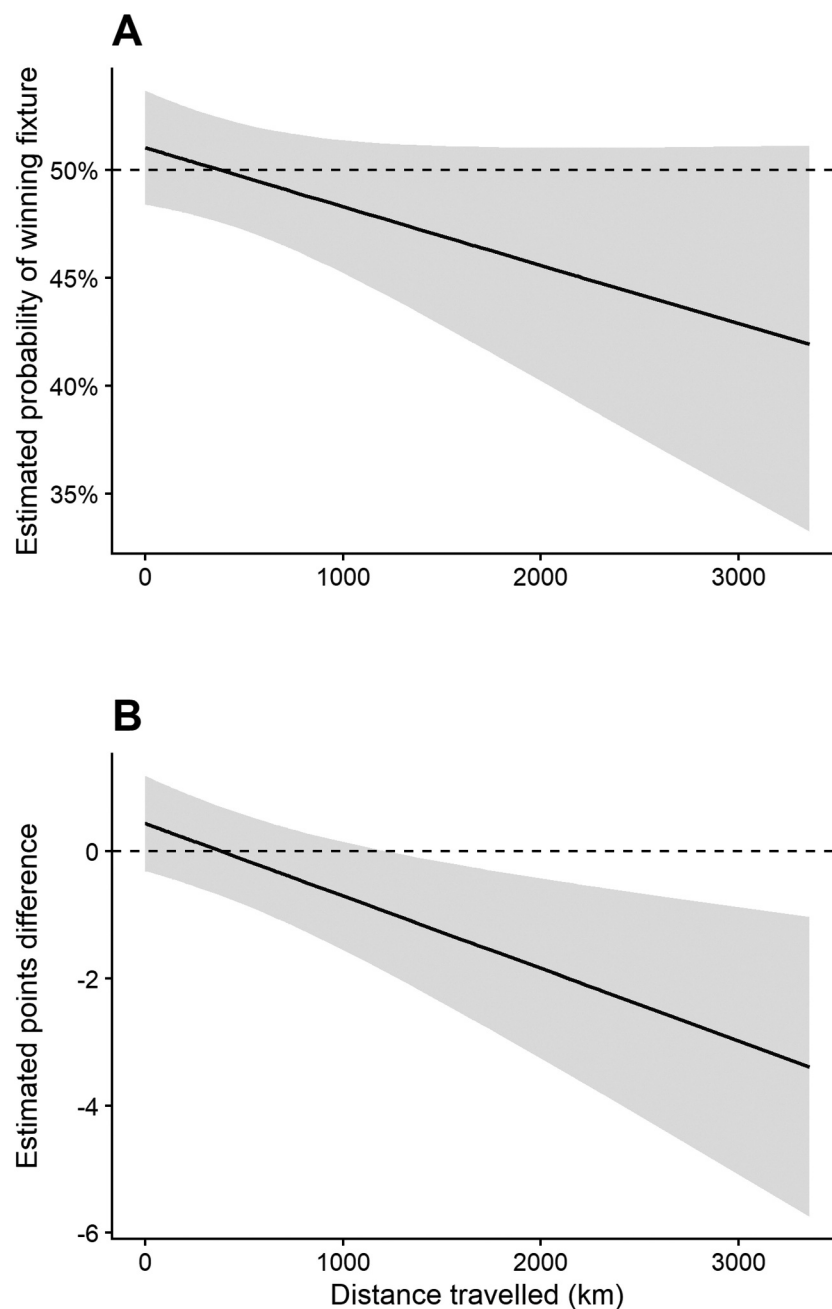 A
Estimated probability of winning fixture
50%
45%
40%
35%
0 1000 2000 3000
B
Estimated points difference
0
-2
-4
-6
0 1000 2000 3000
Distance travelled (km)